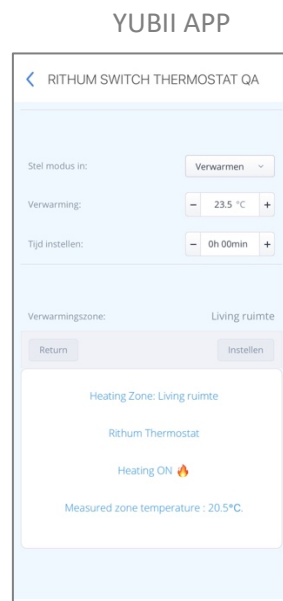 YUBII APP
RITHUM SWITCH THERMOSTAT QA
Stel modus in: Verwarmen
Verwarming: − 23.5 °C +
Tijd instellen: − 0h 00min +
Verwarmingszone: Living ruimte
Return Instellen
Heating Zone: Living ruimte
Rithum Thermostat
Heating ON 🔥
Measured zone temperature : 20.5°C.